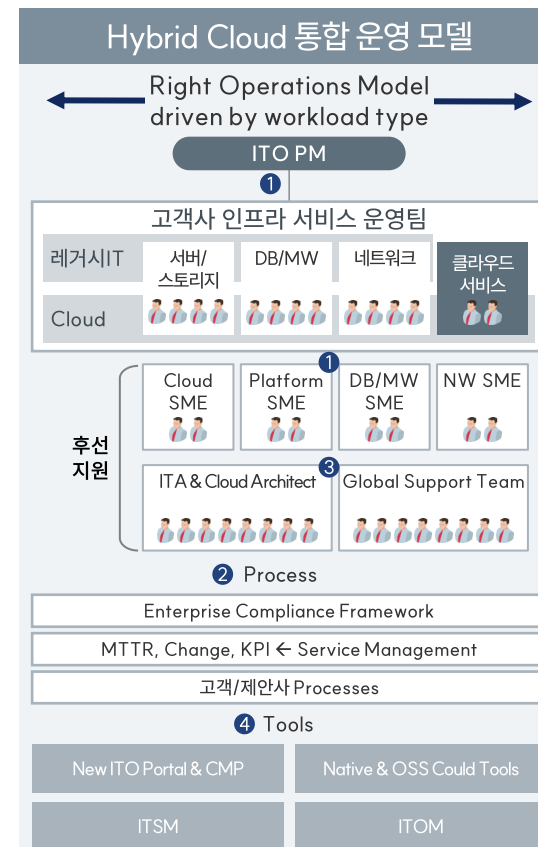 Hybrid Cloud 통합 운영 모델
Right Operations Model
driven by workload type
ITO PM
1
고객사 인프라 서비스 운영팀
레거시IT
서버/
스토리지
DB/MW
네트워크
클라우드
서비스
Cloud
1
Cloud
SME
Platform
SME
DB/MW
SME
NW SME
후선
지원
3
ITA & Cloud Architect
Global Support Team
2 Process
Enterprise Compliance Framework
MTTR, Change, KPI ← Service Management
고객/제안사 Processes
4 Tools
New ITO Portal & CMP
Native & OSS Could Tools
ITSM
ITOM